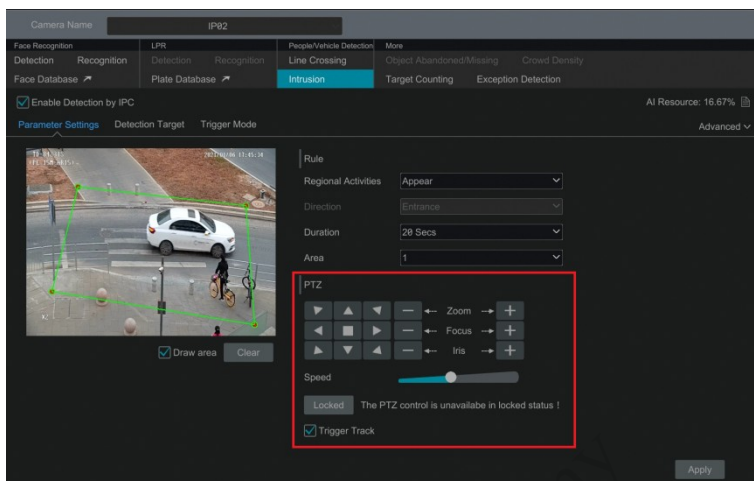 Camera Name IP02
Face Recognition LPR People/Vehicle Detection More
Detection Recognition Detection Recognition Line Crossing Object Abandoned/Missing Crowd Density
Face Database Plate Database Intrusion Target Counting Exception Detection
Enable Detection by IPC AI Resource: 16.67%
Parameter Settings Detection Target Trigger Mode Advanced
Rule
Regional Activities Appear
Direction Entrance
Duration 20 Secs
Area 1
PTZ
Zoom
Focus
Iris
Draw area Clear
Speed
Locked The PTZ control is unavailabe in locked status !
Trigger Track
Apply